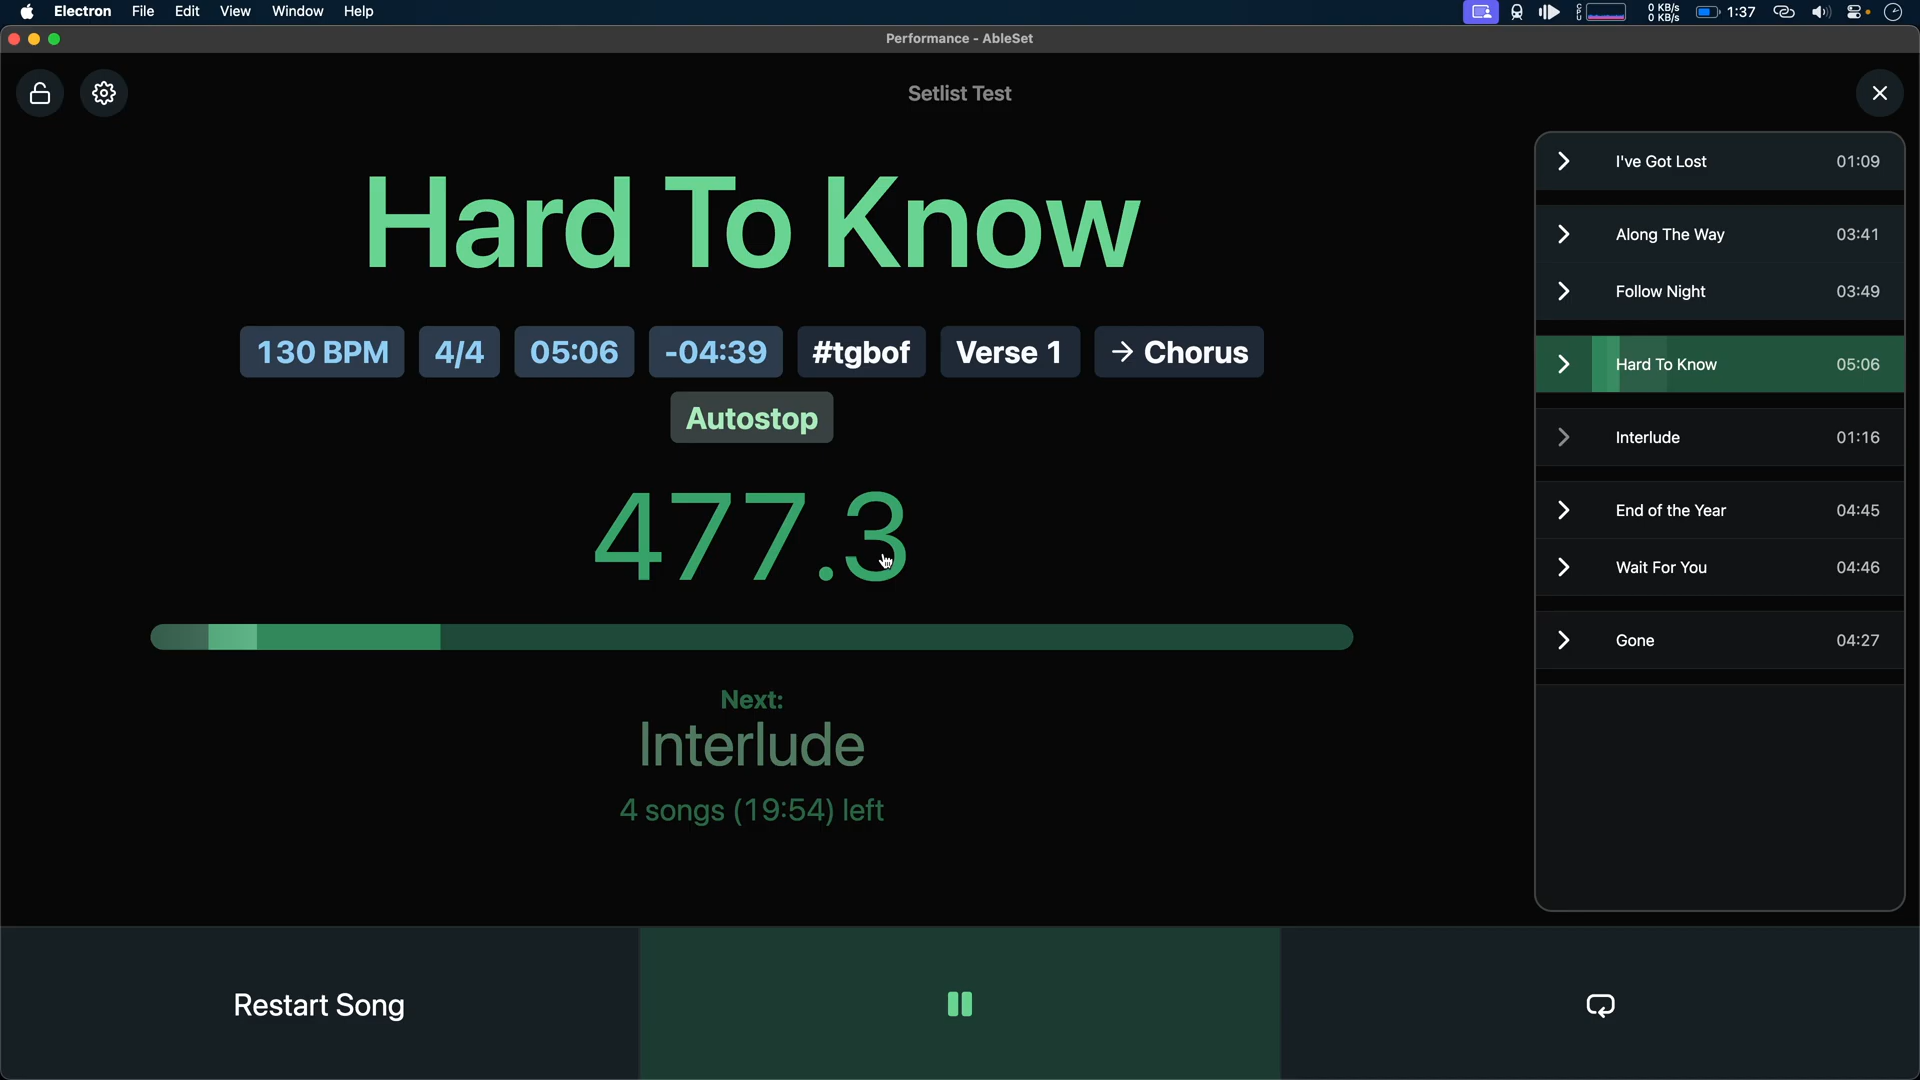 Electron File Edit View Window Help
CPU 0 KB/s 0 KB/s 1:37
Performance - AbleSet
Setlist Test
Hard To Know
130 BPM 4/4 05:06 -04:39 #tgbof Verse 1 → Chorus
Autostop
477.3
Next:
Interlude
4 songs (19:54) left
I've Got Lost 01:09
Along The Way 03:41
Follow Night 03:49
Hard To Know 05:06
Interlude 01:16
End of the Year 04:45
Wait For You 04:46
Gone 04:27
Restart Song